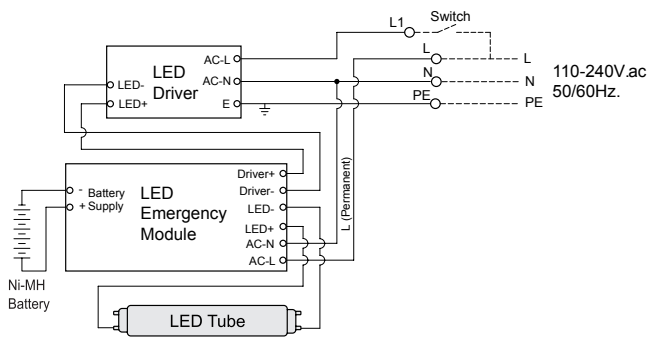 Switch
L1
L
L
N
N
PE
PE
110-240V.ac
50/60Hz.
LED
Driver
AC-L
AC-N
E
LED-
LED+
L (Permanent)
LED
Emergency
Module
Driver+
Driver-
LED-
LED+
AC-N
AC-L
- Battery
+ Supply
Ni-MH
Battery
LED Tube